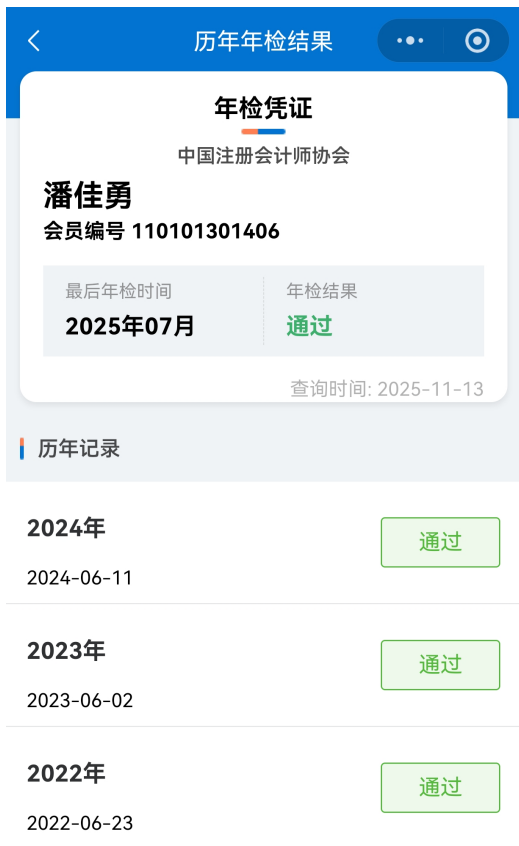 历年年检结果
年检凭证
中国注册会计师协会
潘佳勇
会员编号 110101301406
最后年检时间 年检结果
2025年07月 通过
查询时间: 2025-11-13
历年记录
2024年
通过
2024-06-11
2023年
通过
2023-06-02
2022年
通过
2022-06-23